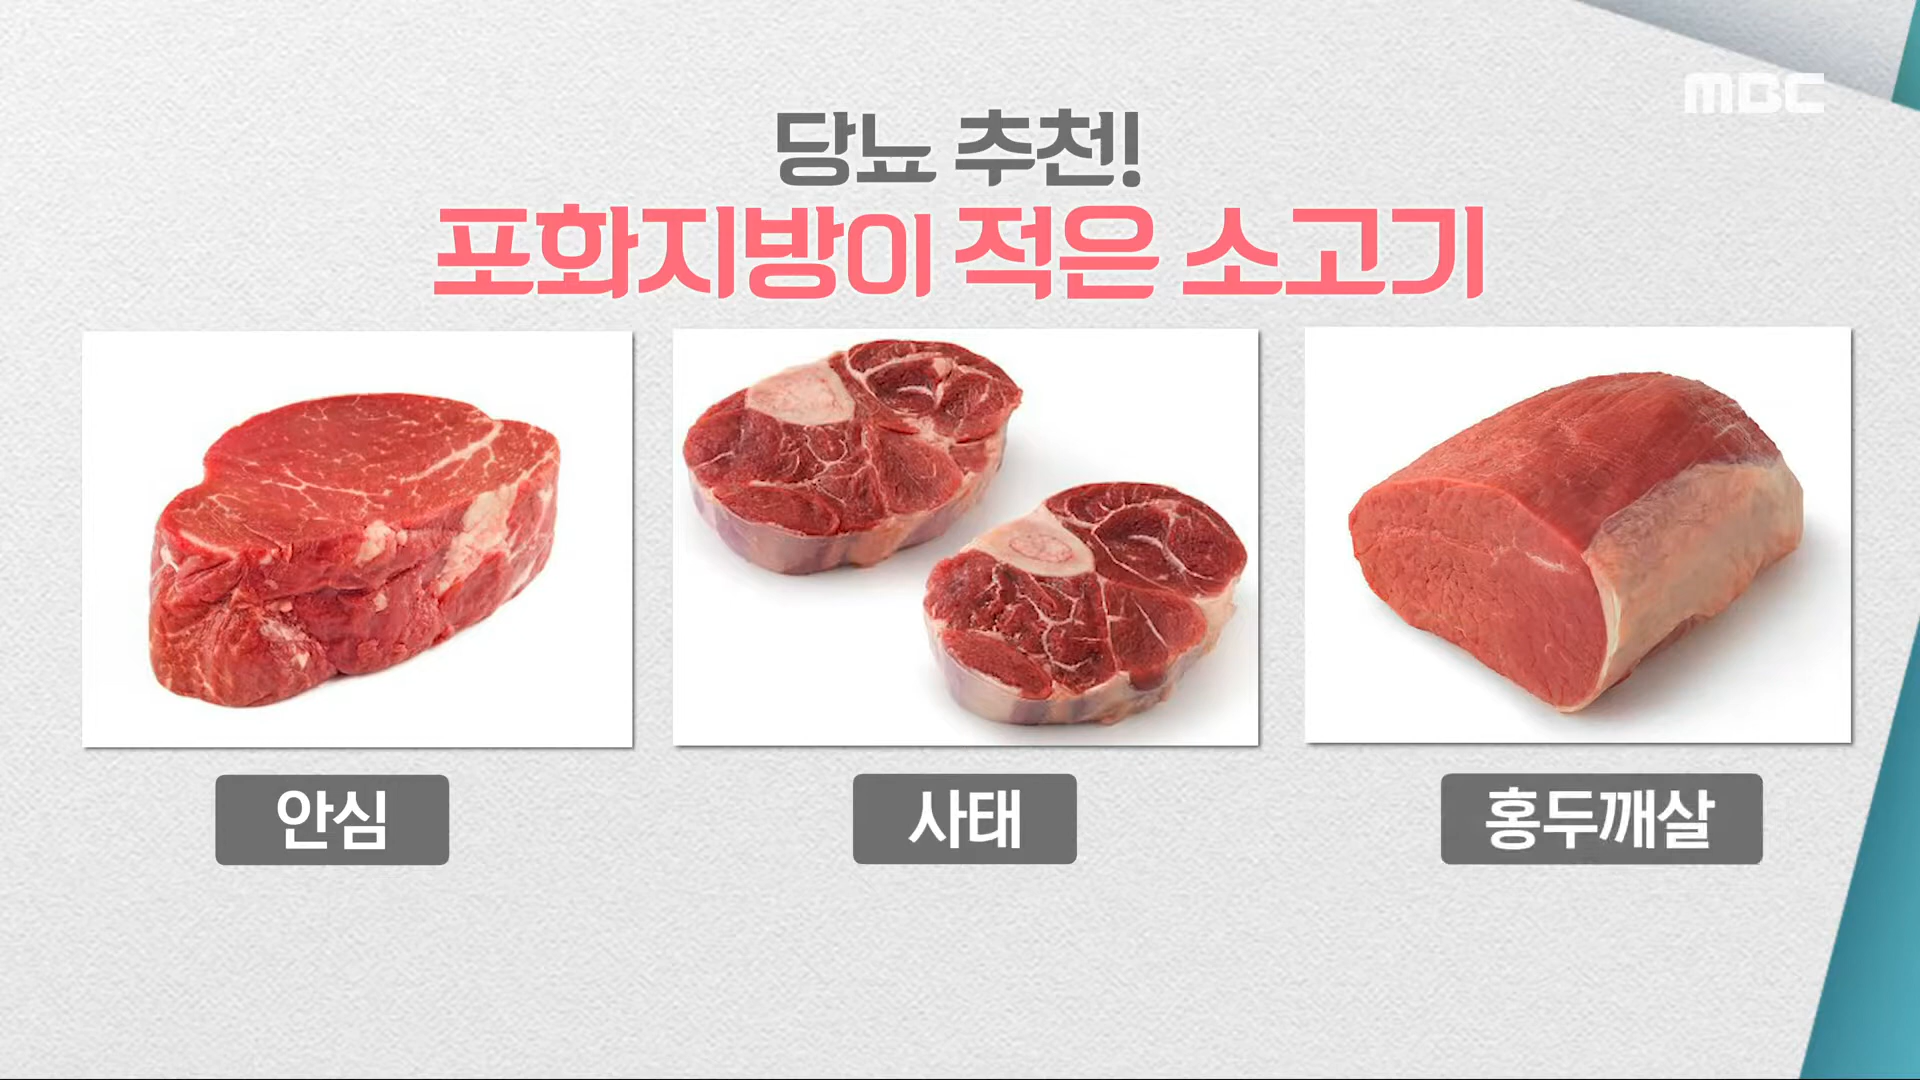 MBC
당뇨 추천!
포화지방이 적은 소고기
안심
사태
홍두깨살